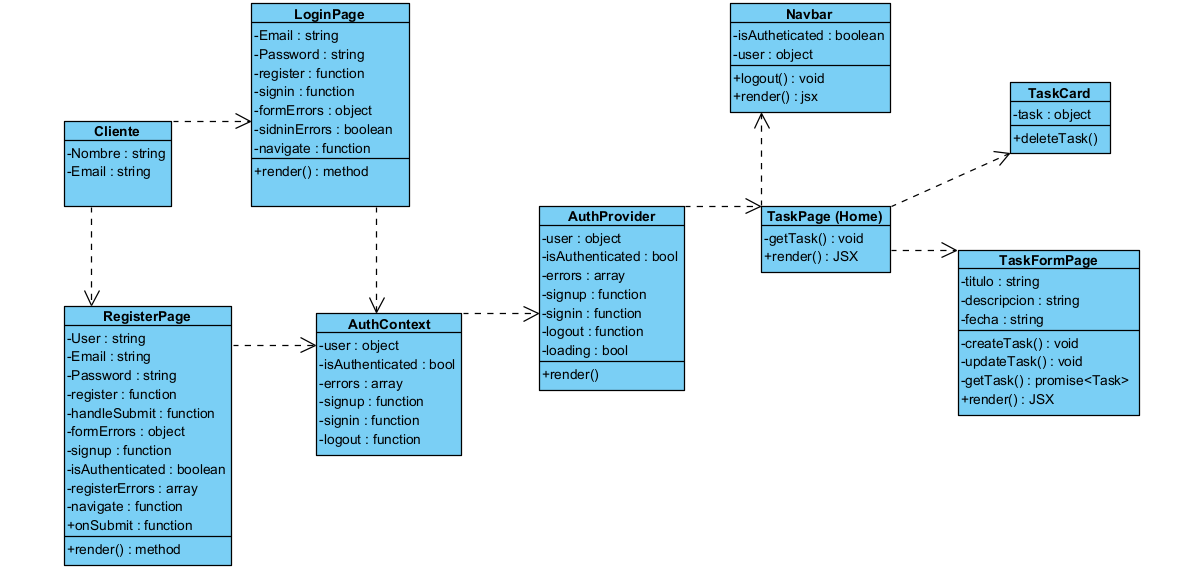 LoginPage
-Email : string
-Password : string
-register : function
-signin : function
-formErrors : object
-sidninErrors : boolean
-navigate : function
+render() : method
Navbar
-isAutheticated : boolean
-user : object
+logout() : void
+render() : jsx
TaskCard
-task : object
+deleteTask()
Cliente
-Nombre : string
-Email : string
AuthProvider
-user : object
-isAuthenticated : bool
-errors : array
-signup : function
-signin : function
-logout : function
-loading : bool
+render()
TaskPage (Home)
-getTask() : void
+render() : JSX
TaskFormPage
-titulo : string
-descripcion : string
-fecha : string
-createTask() : void
-updateTask() : void
-getTask() : promise<Task>
+render() : JSX
RegisterPage
-User : string
-Email : string
-Password : string
-register : function
-handleSubmit : function
-formErrors : object
-signup : function
-isAuthenticated : boolean
-registerErrors : array
-navigate : function
+onSubmit : function
+render() : method
AuthContext
-user : object
-isAuthenticated : bool
-errors : array
-signup : function
-signin : function
-logout : function